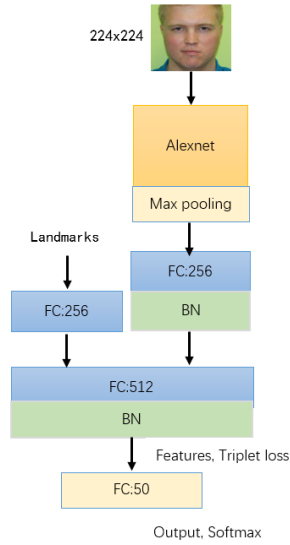 224x224
Alexnet
Max pooling
Landmarks
FC:256
BN
FC:256
FC:512
BN
Features, Triplet loss
FC:50
Output, Softmax